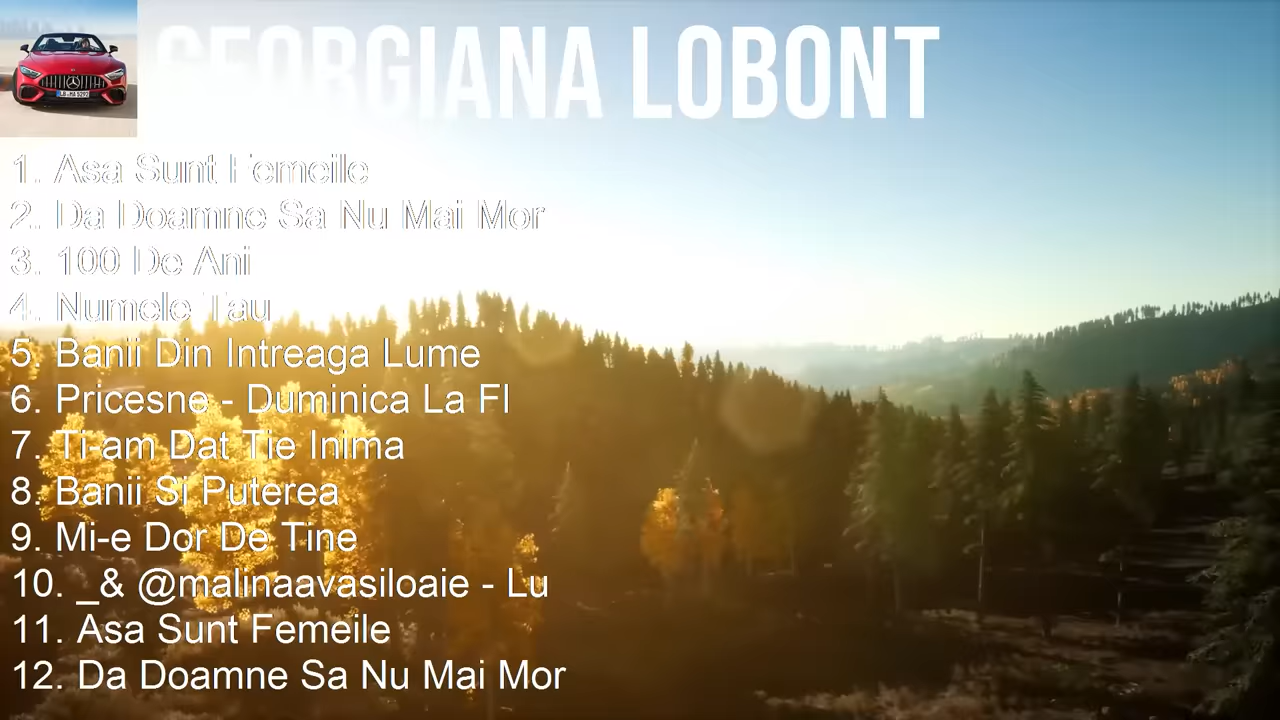 GEORGIANA LOBONT
1. Asa Sunt Femeile
2. Da Doamne Sa Nu Mai Mor
3. 100 De Ani
4. Numele Tau
5. Banii Din Intreaga Lume
6. Pricesne - Duminica La Fl
7. Ti-am Dat Tie Inima
8. Banii Si Puterea
9. Mi-e Dor De Tine
10. _& @malinaavasiloaie - Lu
11. Asa Sunt Femeile
12. Da Doamne Sa Nu Mai Mor